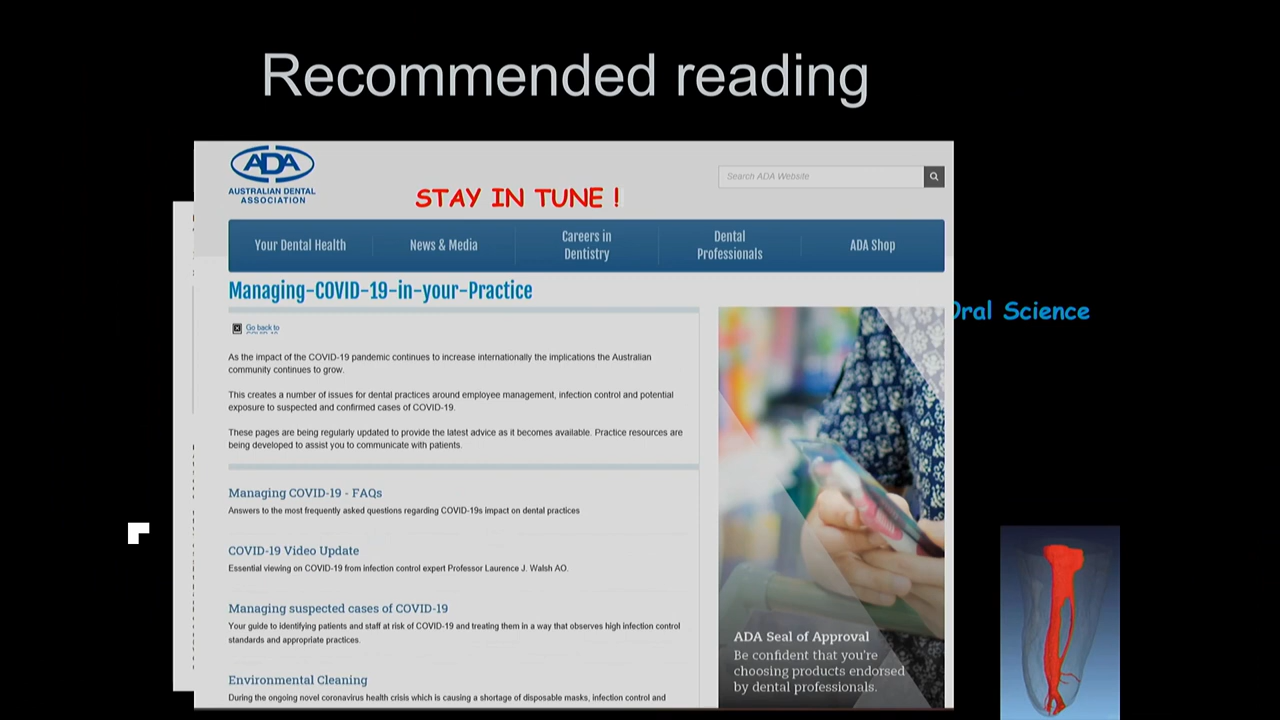 Recommended reading
ADA
AUSTRALIAN DENTAL
ASSOCIATION
STAY IN TUNE !
Search ADA Website
Your Dental Health
News & Media
Careers in
Dentistry
Dental
Professionals
ADA Shop
Managing-COVID-19-in-your-Practice
Go back to
As the impact of the COVID-19 pandemic continues to increase internationally the implications the Australian
community continues to grow.
This creates a number of issues for dental practices around employee management, infection control and potential
exposure to suspected and confirmed cases of COVID-19.
These pages are being regularly updated to provide the latest advice as it becomes available. Practice resources are
being developed to assist you to communicate with patients.
Managing COVID-19 - FAQs
Answers to the most frequently asked questions regarding COVID-19s impact on dental practices
COVID-19 Video Update
Essential viewing on COVID-19 from infection control expert Professor Laurence J. Walsh AO.
Managing suspected cases of COVID-19
Your guide to identifying patients and staff at risk of COVID-19 and treating them in a way that observes high infection control
standards and appropriate practices.
Environmental Cleaning
During the ongoing novel coronavirus health crisis which is causing a shortage of disposable masks, infection control and
ADA Seal of Approval
Be confident that you're
choosing products endorsed
by dental professionals.
Oral Science